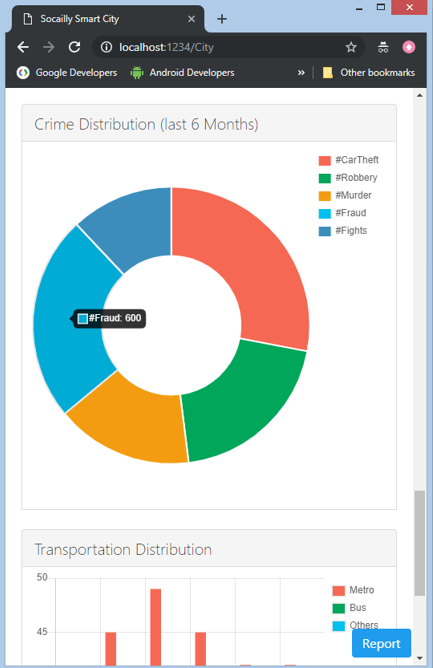 Socailly Smart City
localhost:1234/City
Google Developers Android Developers » Other bookmarks
Crime Distribution (last 6 Months)
#CarTheft
#Robbery
#Murder
#Fraud
#Fights
#Fraud: 600
Transportation Distribution
50
45
Metro
Bus
Others
Report